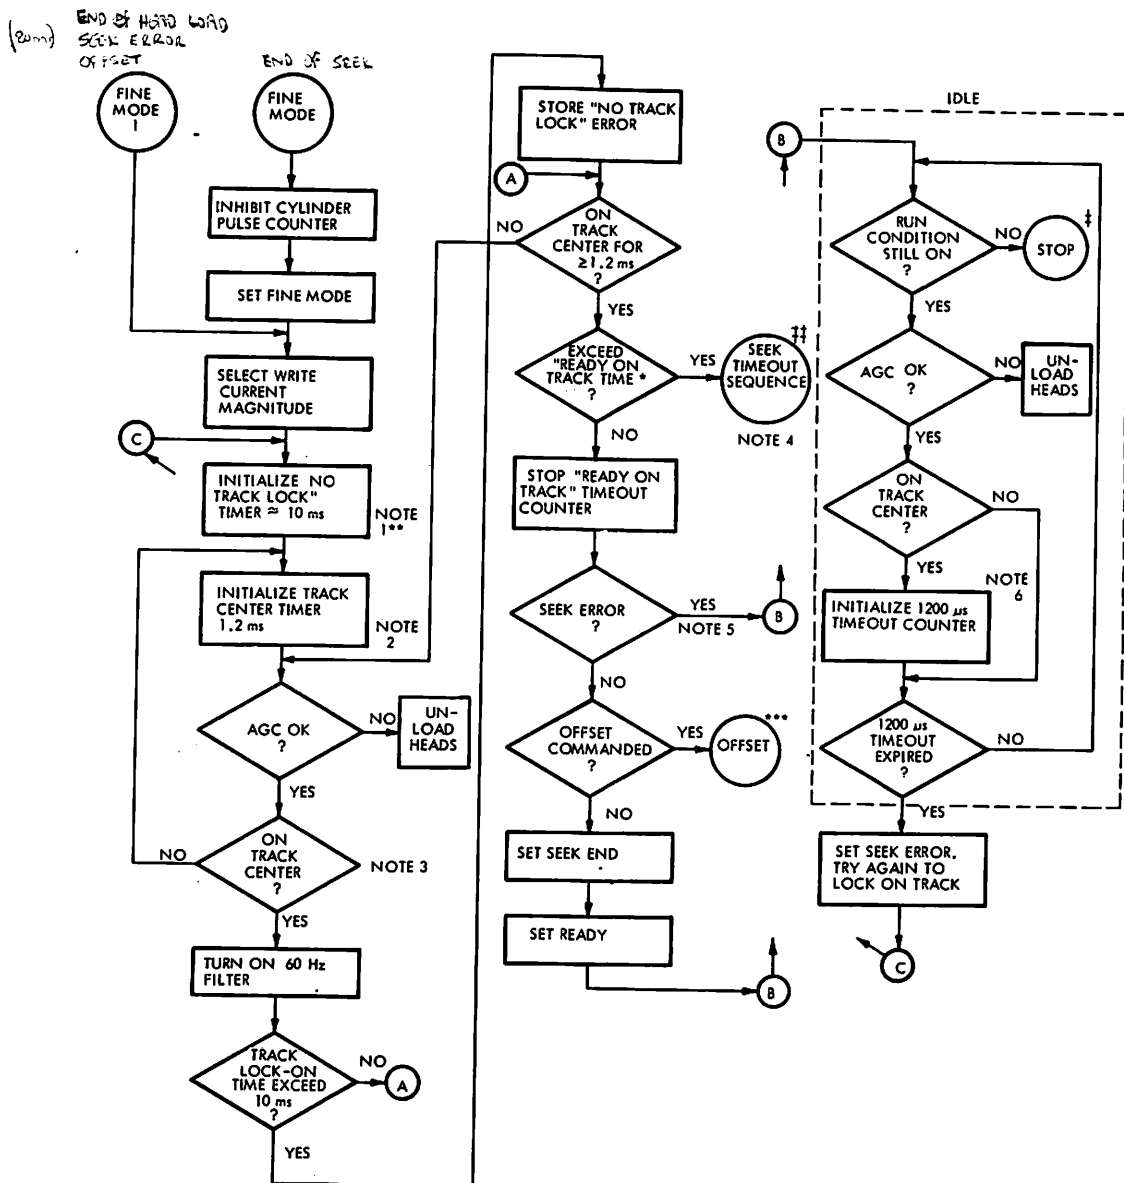 END OF HEAD LOAD
SEEK ERROR
OFFSET
END OF SEEK
FINE
MODE
1
FINE
MODE
INHIBIT CYLINDER
PULSE COUNTER
SET FINE MODE
SELECT WRITE
CURRENT
MAGNITUDE
C
INITIALIZE NO
TRACK LOCK"
TIMER ≈ 10 ms
NOTE
1**
INITIALIZE TRACK
CENTER TIMER
1.2 ms
NOTE
2
AGC OK
?
NO
UN-
LOAD
HEADS
YES
ON
TRACK
CENTER
?
NO
NOTE 3
YES
TURN ON 60 Hz
FILTER
TRACK
LOCK-ON
TIME EXCEED
10 ms
?
NO
A
YES
STORE "NO TRACK
LOCK" ERROR
A
ON
TRACK
CENTER FOR
≥1.2 ms
?
NO
YES
EXCEED
"READY ON
TRACK TIME *
?
YES
SEEK
TIMEOUT
SEQUENCE
‡‡
NOTE 4
NO
STOP "READY ON
TRACK" TIMEOUT
COUNTER
SEEK ERROR
?
YES
NOTE 5
B
NO
OFFSET
COMMANDED
?
YES
OFFSET
***
NO
SET SEEK END
SET READY
B
IDLE
B
RUN
CONDITION
STILL ON
?
NO
STOP
‡
YES
AGC OK
?
NO
UN-
LOAD
HEADS
YES
ON
TRACK
CENTER
?
NO
NOTE
6
YES
INITIALIZE 1200 µs
TIMEOUT COUNTER
1200 µs
TIMEOUT
EXPIRED
?
NO
YES
SET SEEK ERROR.
TRY AGAIN TO
LOCK ON TRACK
C